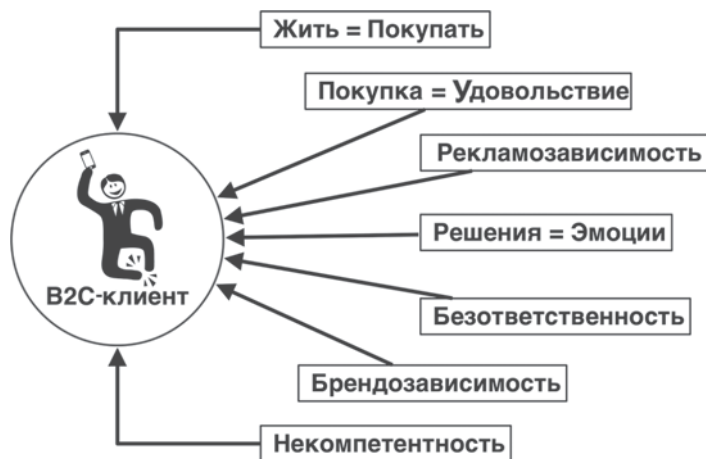 Жить = Покупать
Покупка = Удовольствие
Рекламозависимость
Решения = Эмоции
B2C-клиент
Безответственность
Брендозависимость
Некомпетентность